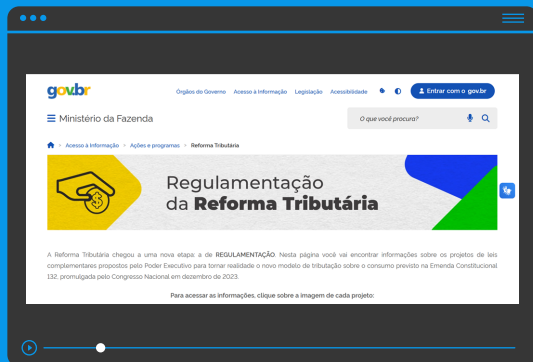 gov.br
Órgãos do Governo Acesso à Informação Legislação Acessibilidade Entrar com o gov.br
Ministério da Fazenda O que você procura?
Acesso à Informação > Ações e programas > Reforma Tributária
Regulamentação
da Reforma Tributária
A Reforma Tributária chegou a uma nova etapa: a de REGULAMENTAÇÃO. Nesta página você vai encontrar informações sobre os projetos de leis
complementares propostos pelo Poder Executivo para tornar realidade o novo modelo de tributação sobre o consumo previsto na Emenda Constitucional
132, promulgada pelo Congresso Nacional em dezembro de 2023.
Para acessar as informações, clique sobre a imagem de cada projeto: